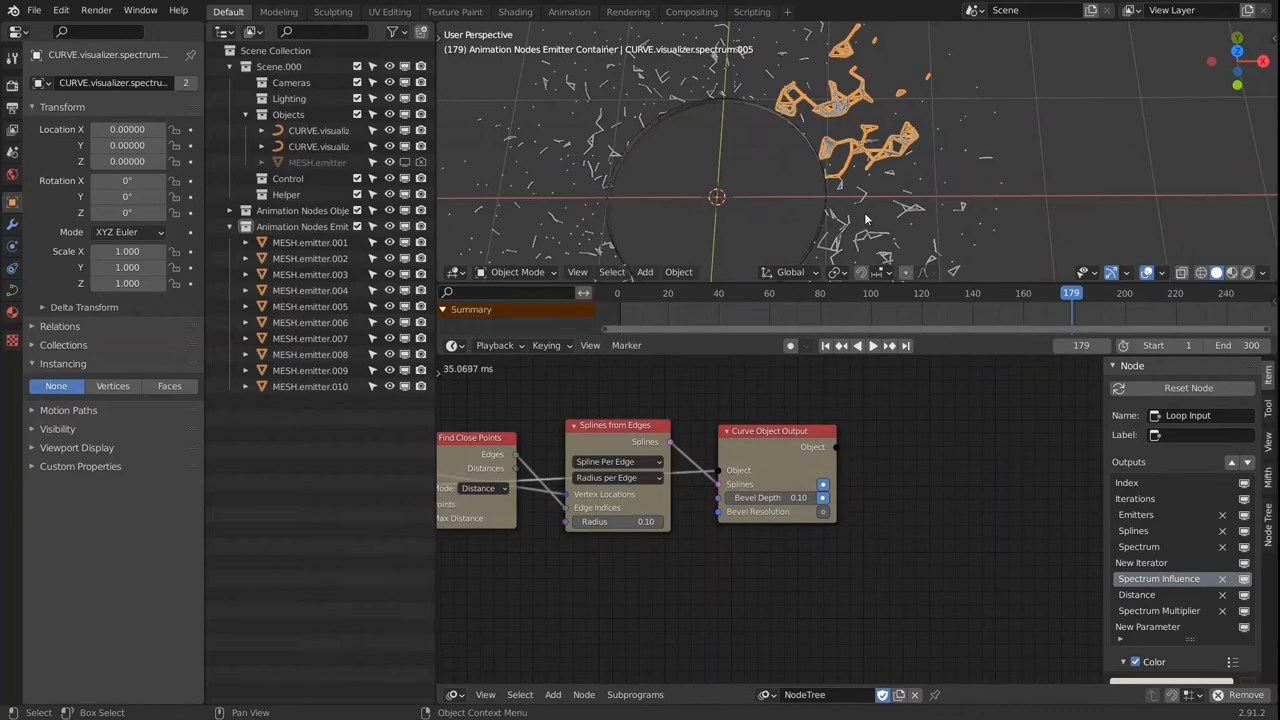 File Edit Render Window Help Default Modeling Sculpting UV Editing Texture Paint Shading Animation Rendering Compositing Scripting Scene View Layer
CURVE.visualizer.spectrum...
CURVE.visualizer.spectru... 2
Transform
Location X 0.00000
Y 0.00000
Z 0.00000
Rotation X 0°
Y 0°
Z 0°
Mode XYZ Euler
Scale X 1.000
Y 1.000
Z 1.000
Delta Transform
Relations
Collections
Instancing
None Vertices Faces
Motion Paths
Visibility
Viewport Display
Custom Properties
Scene Collection
Scene.000
Cameras
Lighting
Objects
CURVE.visualiz
CURVE.visualiz
MESH.emitter
Control
Helper
Animation Nodes Obje
Animation Nodes Emit
MESH.emitter.001
MESH.emitter.002
MESH.emitter.003
MESH.emitter.004
MESH.emitter.005
MESH.emitter.006
MESH.emitter.007
MESH.emitter.008
MESH.emitter.009
MESH.emitter.010
User Perspective
(179) Animation Nodes Emitter Container | CURVE.visualizer.spectrum.005
Y
Z
X
Object Mode View Select Add Object Global
0 20 40 60 80 100 120 140 160 179 200 220 240
Summary
Playback Keying View Marker 179 Start 1 End 300
35.0697 ms
Find Close Points
Edges
Distances
Mode: Distance
Points
Max Distance
Splines from Edges
Splines
Spline Per Edge
Radius per Edge
Vertex Locations
Edge Indices
Radius 0.10
Curve Object Output
Object
Object
Splines
Bevel Depth 0.10
Bevel Resolution
Node
Reset Node
Name: Loop Input
Label:
Outputs
Index
Iterations
Emitters
Splines
Spectrum
New Iterator
Spectrum Influence
Distance
Spectrum Multiplier
New Parameter
Color
Item
Tool
View
Node Tree
View Select Add Node Subprograms NodeTree Remove
Select Box Select Pan View Object Context Menu 2.91.2